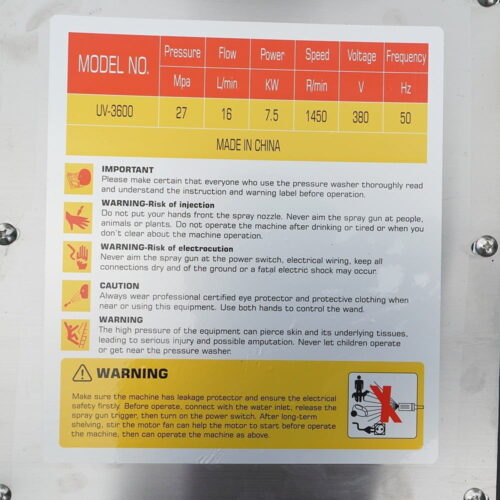 MODEL NO. Pressure Flow Power Speed Voltage Frequency
Mpa L/min KW R/min V Hz
UV-3600 27 16 7.5 1450 380 50
MADE IN CHINA
IMPORTANT
Please make certain that everyone who use the pressure washer thoroughly read
and understand the instruction and warning label before operation.
WARNING-Risk of injection
Do not put your hands front the spray nozzle. Never aim the spray gun at people,
animals or plants. Do not operate the machine after drinking or tired or when you
don't clear about the machine operation.
WARNING-Risk of electrocution
Never aim the spray gun at the power switch, electrical wiring, keep all
connections dry and of the ground or a fatal electric shock may occur.
CAUTION
Always wear professional certified eye protector and protective clothing when
near or using this equipment. Use both hands to control the wand.
WARNING
The high pressure of the equipment can pierce skin and its underlying tissues,
leading to serious injury and possible amputation. Never let children operate
or get near the pressure washer.
WARNING
Make sure the machine has leakage protector and ensure the electrical
safety firstly. Before operate, connect with the water inlet, release the
spray gun trigger, then turn on the power switch. After long-term
shelving, stir the motor fan can help the motor to start before operate
the machine, then can operate the machine as above.